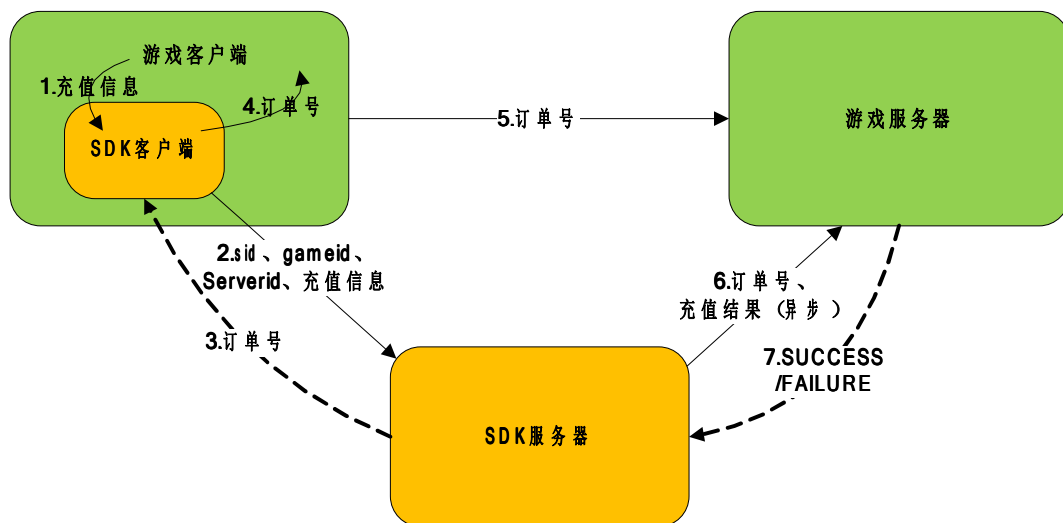 游戏客户端
1.充值信息
4.订单号
SDK客户端
5.订单号
游戏服务器
2.sid、gameid、
Serverid、充值信息
3.订单号
6.订单号、
充值结果（异步）
7.SUCCESS
/FAILURE
SDK服务器